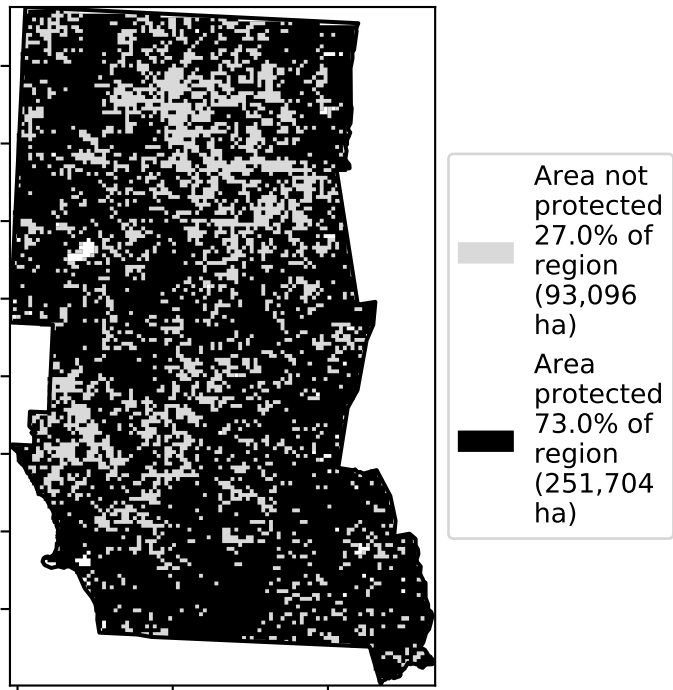 Area not
protected
27.0% of
region
(93,096
ha)
Area
protected
73.0% of
region
(251,704
ha)